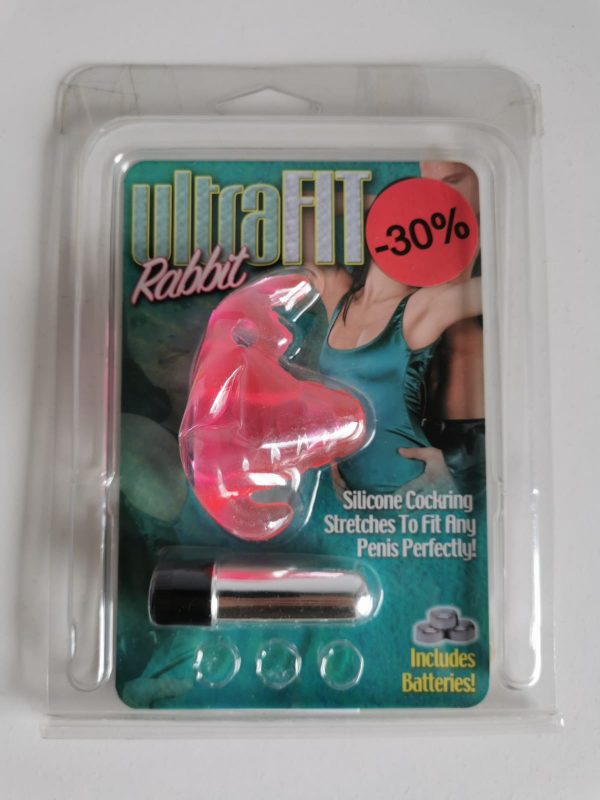 ultraFIT
Rabbit
-30%
Silicone Cockring
Stretches To Fit Any
Penis Perfectly!
Includes
Batteries!